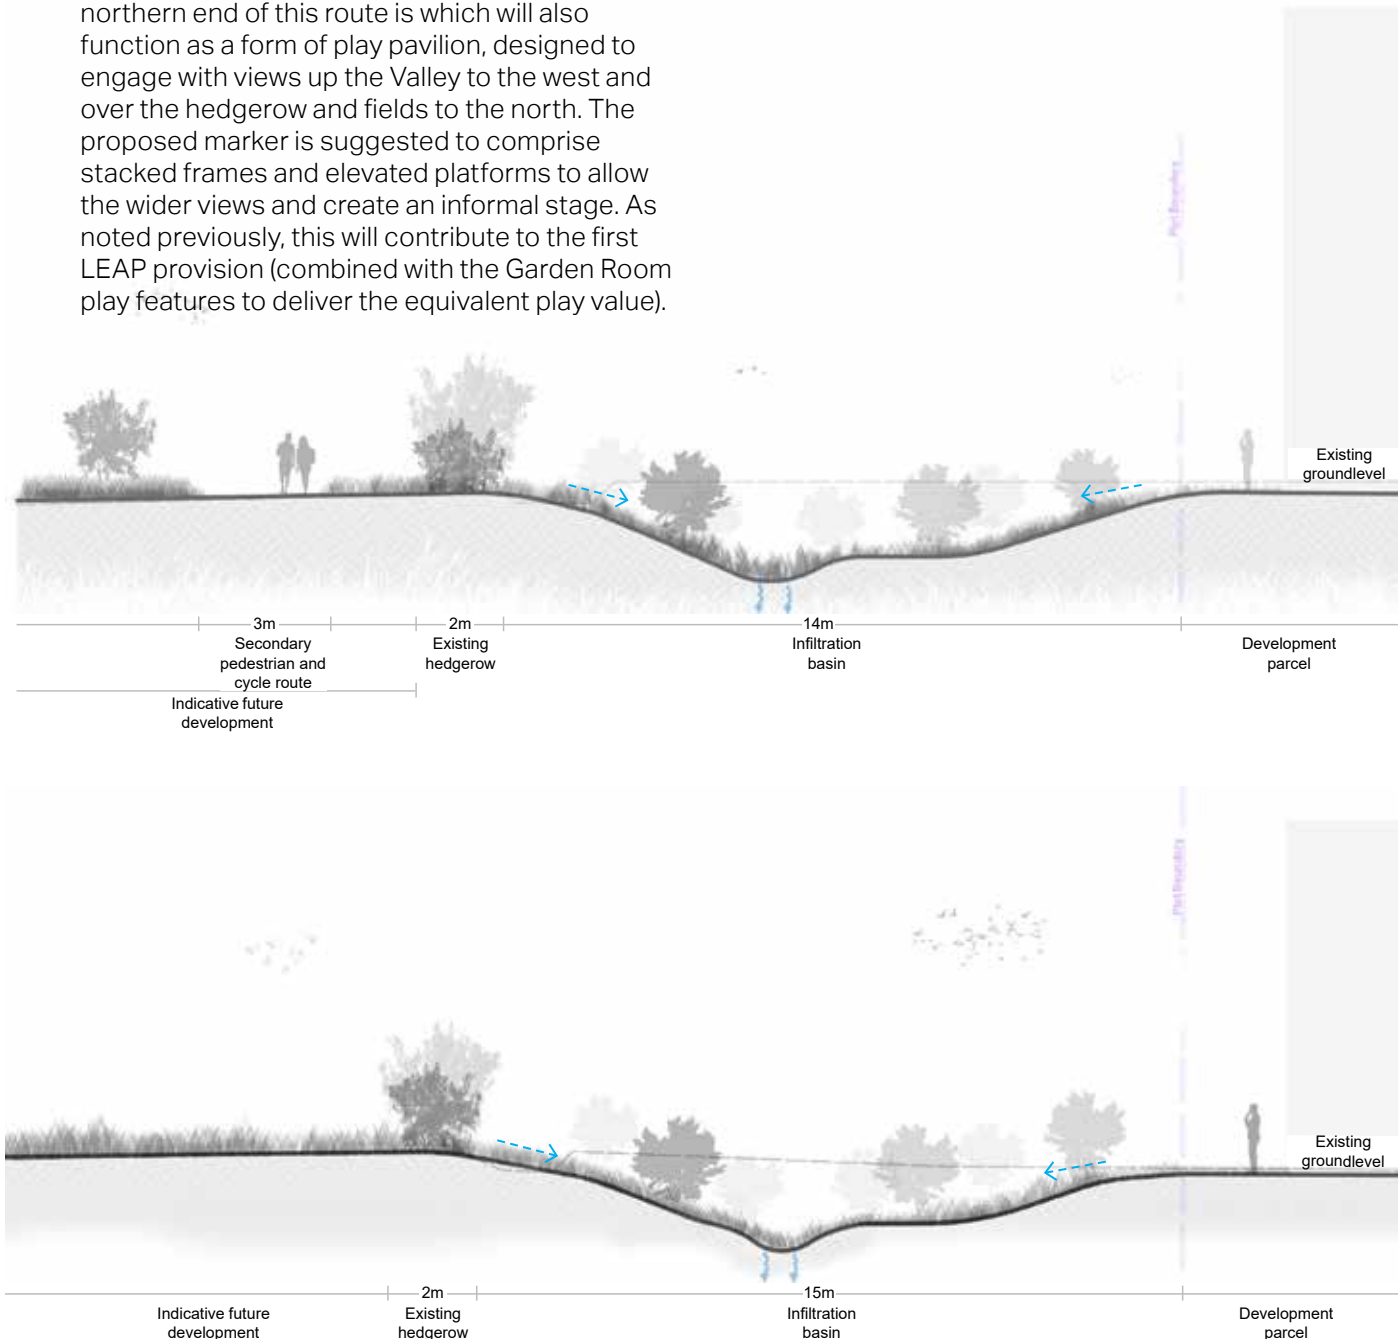 northern end of this route is which will also
function as a form of play pavilion, designed to
engage with views up the Valley to the west and
over the hedgerow and fields to the north. The
proposed marker is suggested to comprise
stacked frames and elevated platforms to allow
the wider views and create an informal stage. As
noted previously, this will contribute to the first
LEAP provision (combined with the Garden Room
play features to deliver the equivalent play value).
Plot Boundary
Existing
groundlevel
3m
Secondary
pedestrian and
cycle route
2m
Existing
hedgerow
14m
Infiltration
basin
Development
parcel
Indicative future
development
Plot Boundary
Existing
groundlevel
Indicative future
development
2m
Existing
hedgerow
15m
Infiltration
basin
Development
parcel